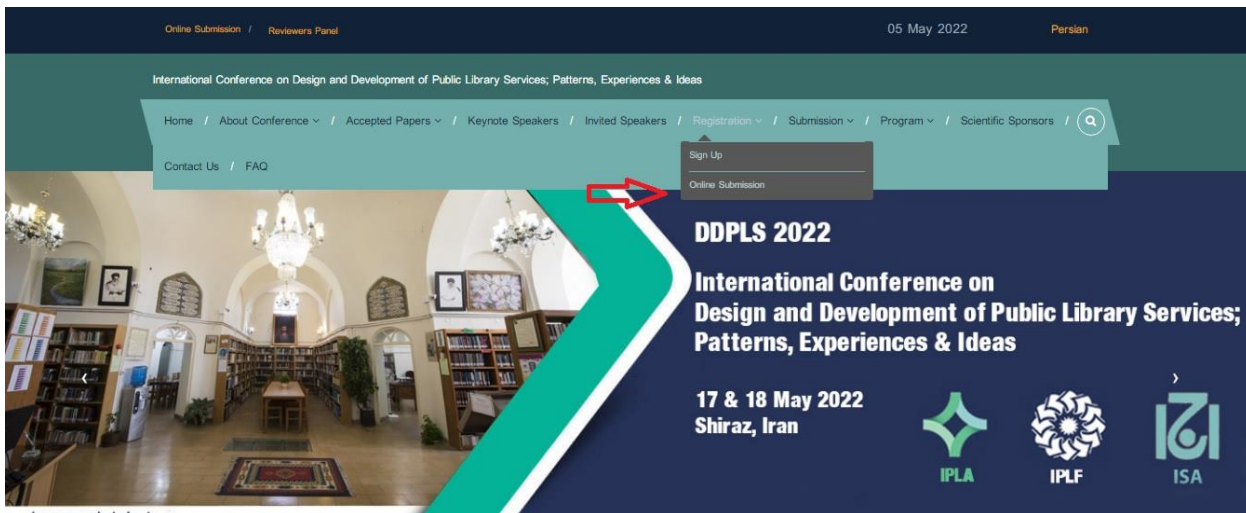 Online Submission / Reviewers Panel 05 May 2022 Persian
International Conference on Design and Development of Public Library Services; Patterns, Experiences & Ideas
Home / About Conference / Accepted Papers / Keynote Speakers / Invited Speakers / Registration / Submission / Program / Scientific Sponsors /
Contact Us / FAQ
Sign Up
Online Submission
DDPLS 2022
International Conference on
Design and Development of Public Library Services;
Patterns, Experiences & Ideas
17 & 18 May 2022
Shiraz, Iran
IPLA IPLF ISA